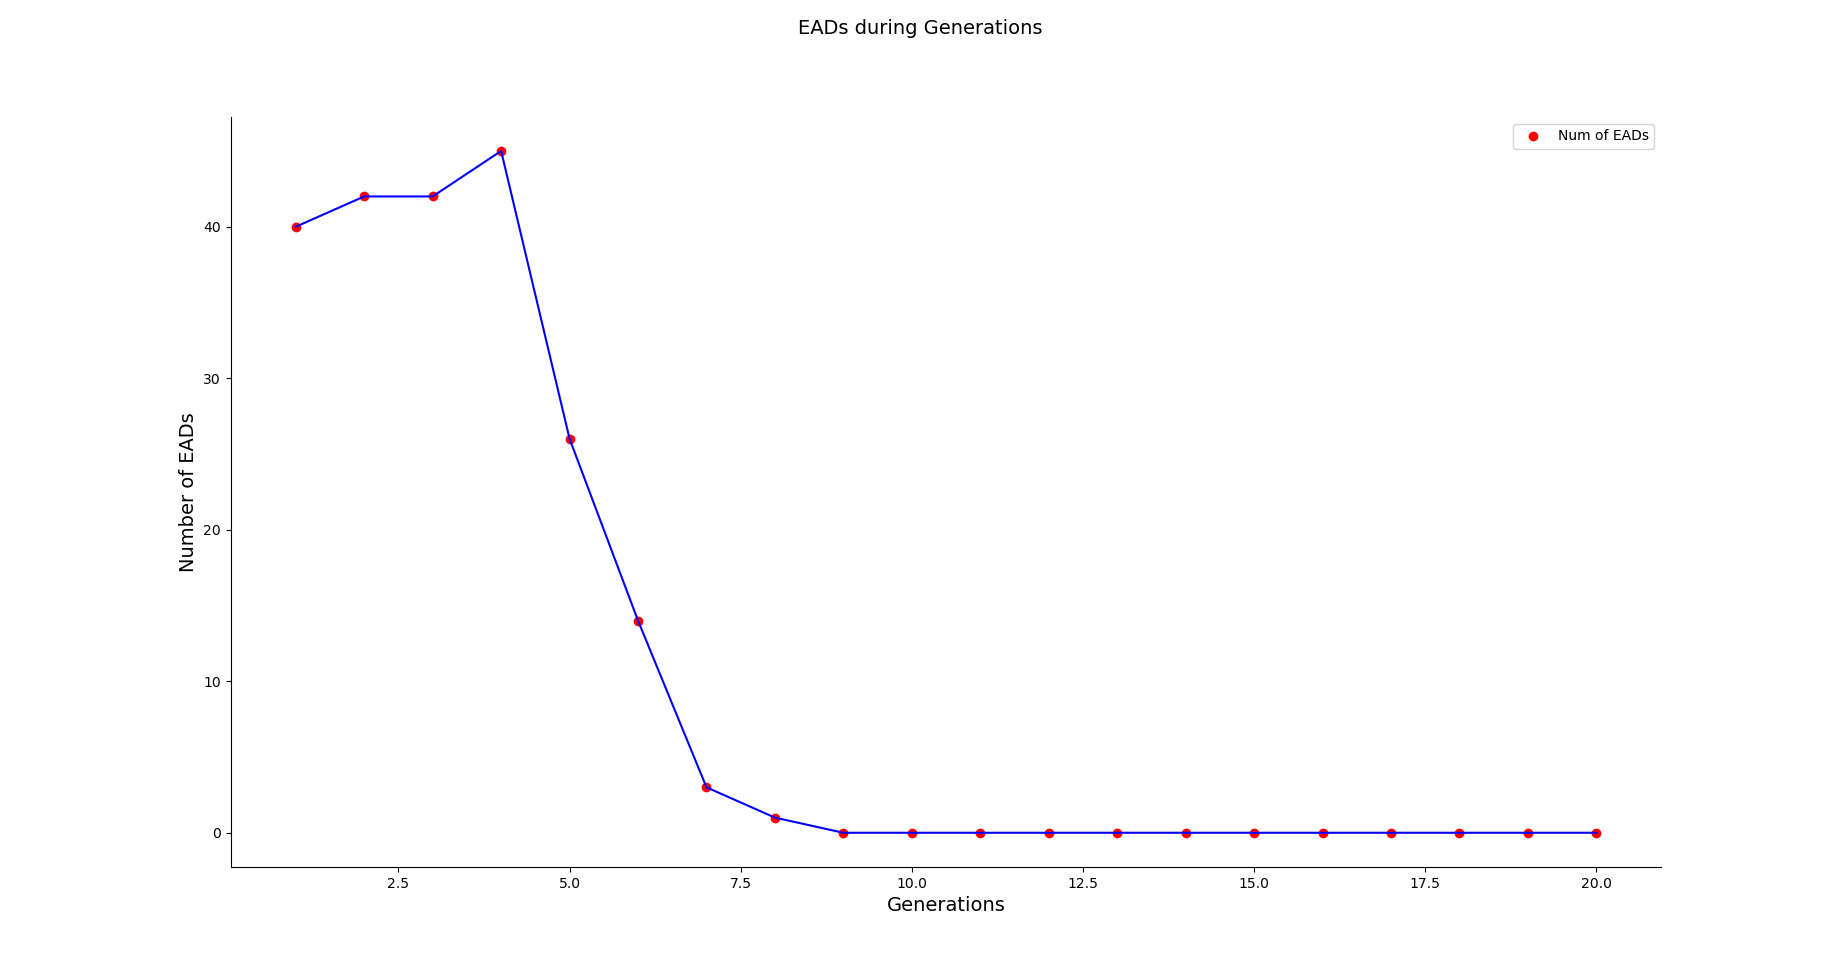 EADs during Generations
Num of EADs
Number of EADs
40
30
20
10
0
2.5 5.0 7.5 10.0 12.5 15.0 17.5 20.0
Generations